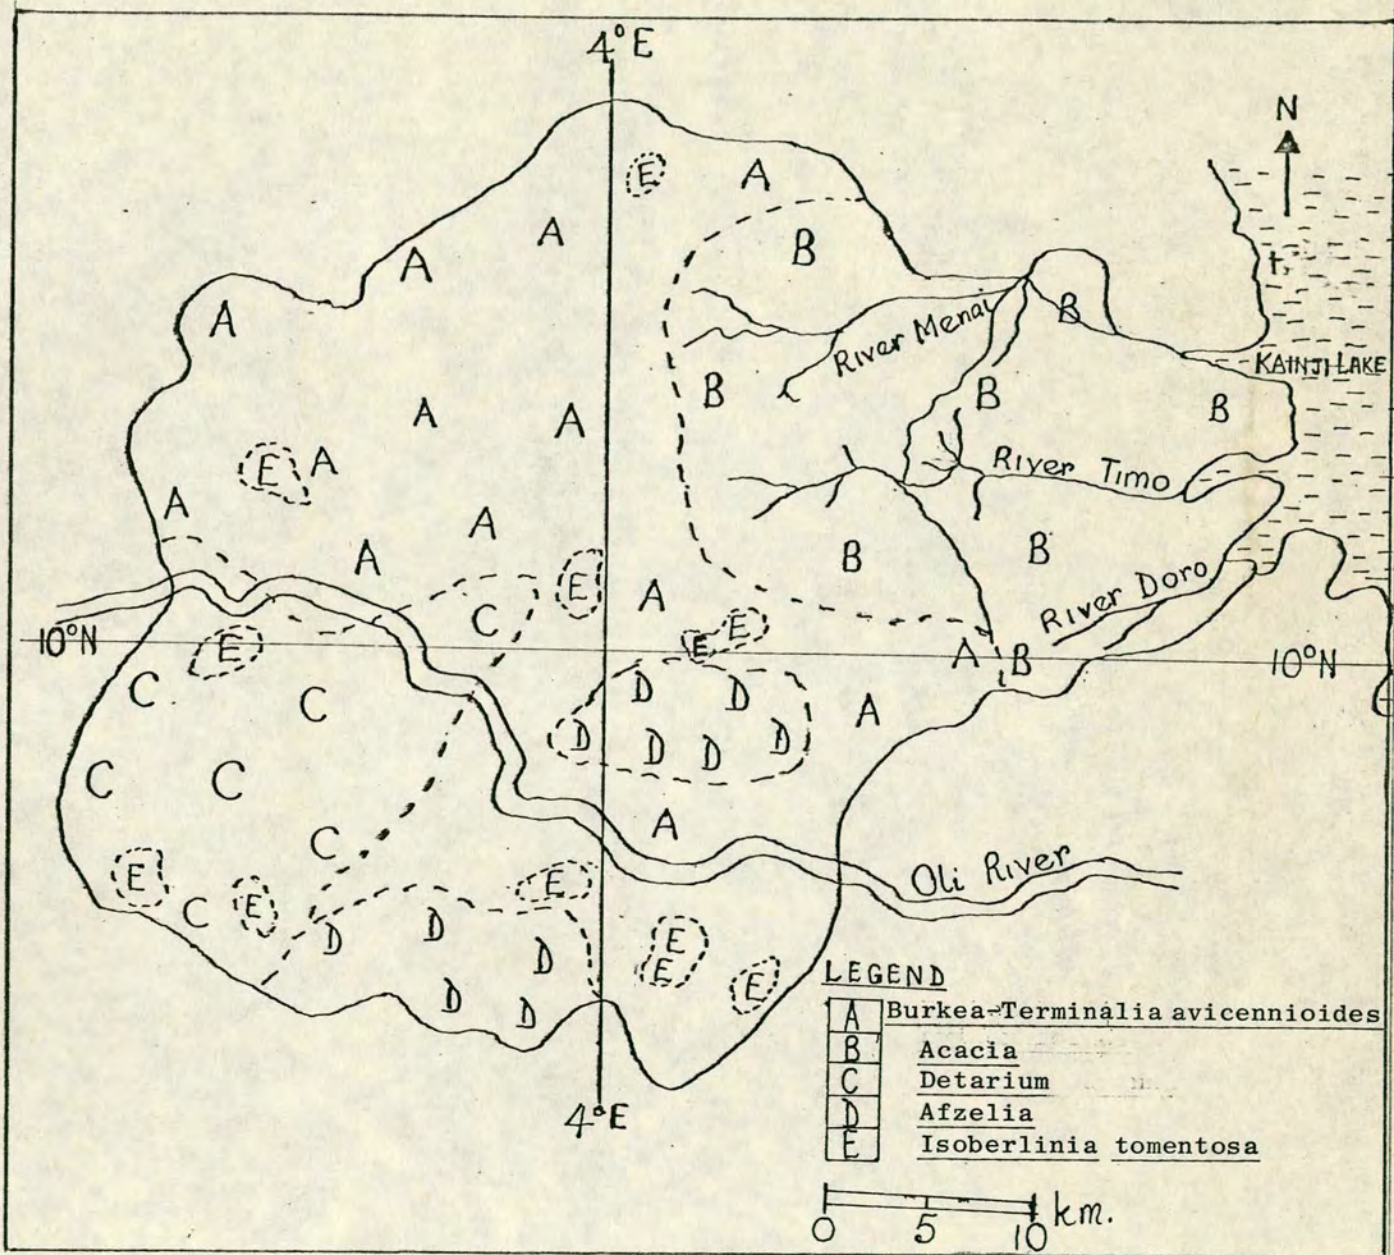 4°E
N
E
A
A
B
A
t
A
River Menai
B
KAINJI LAKE
B
B
B
A
A
E
A
River Timo
A
A
B
B
A
E
A
River Doro
C
E
E
10°N
E
A
B
10°N
C
C
D
D
A
D
D
D
D
C
C
A
C
E
E
Oli River
C
E
D
D
D
E
E
E
D
D
LEGEND
A Burkea-Terminalia avicennioides
B Acacia
C Detarium
D Afzelia
E Isoberlinia tomentosa
4°E
0 5 10 km.